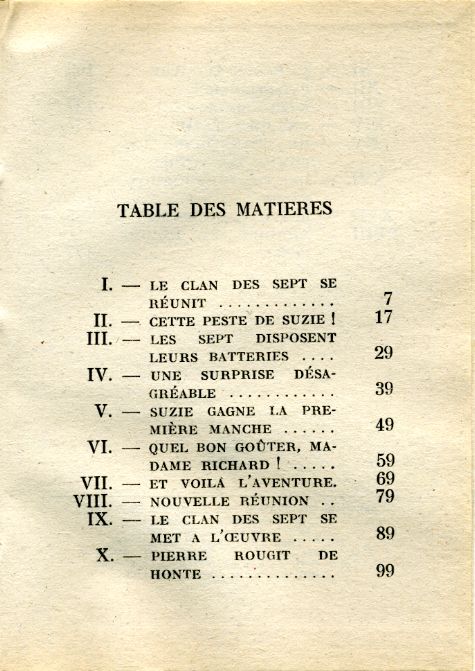 TABLE DES MATIERES
I. — LE CLAN DES SEPT SE
RÉUNIT ............. 7
II. — CETTE PESTE DE SUZIE ! 17
III. — LES SEPT DISPOSENT
LEURS BATTERIES .... 29
IV. — UNE SURPRISE DÉSA-
GRÉABLE ............ 39
V. — SUZIE GAGNE LA PRE-
MIÈRE MANCHE ...... 49
VI. — QUEL BON GOÛTER, MA-
DAME RICHARD ! ..... 59
VII. — ET VOILÁ L'AVENTURE. 69
VIII. — NOUVELLE RÉUNION .. 79
IX. — LE CLAN DES SEPT SE
MET A L'ŒUVRE ..... 89
X. — PIERRE ROUGIT DE
HONTE .............. 99